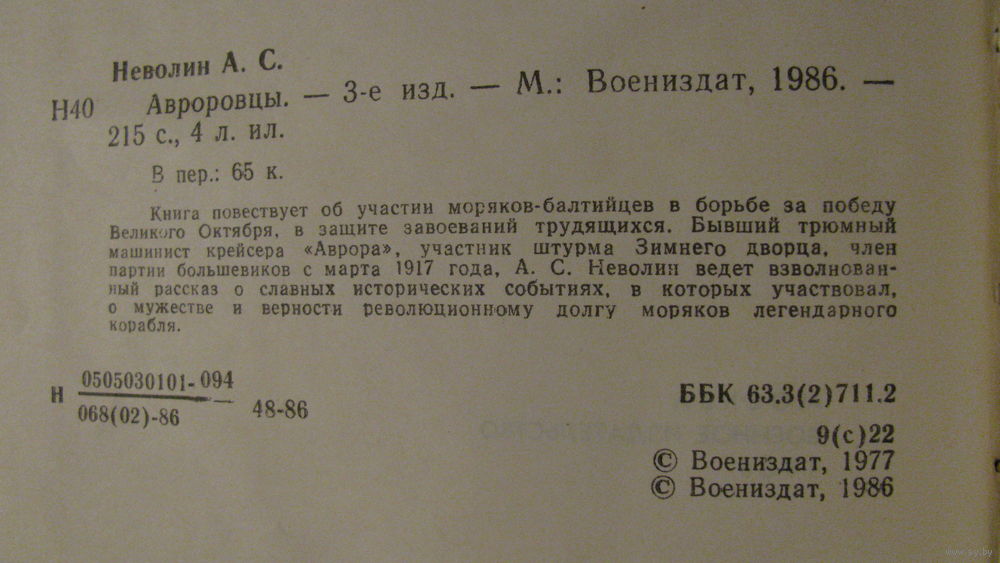 Неволин А. С.
Н40 Авроровцы. — 3-е изд. — М.: Воениздат, 1986. —
215 с., 4 л. ил.
В пер.: 65 к.
Книга повествует об участии моряков-балтийцев в борьбе за победу
Великого Октября, в защите завоеваний трудящихся. Бывший трюмный
машинист крейсера «Аврора», участник штурма Зимнего дворца, член
партии большевиков с марта 1917 года, А. С. Неволин ведет взволнован-
ный рассказ о славных исторических событиях, в которых участвовал,
о мужестве и верности революционному долгу моряков легендарного
корабля.
Н 0505030101-094
068(02)-86 — 48-86
ББК 63.3(2)711.2
9(с)22
© Воениздат, 1977
© Воениздат, 1986
www.ay.by